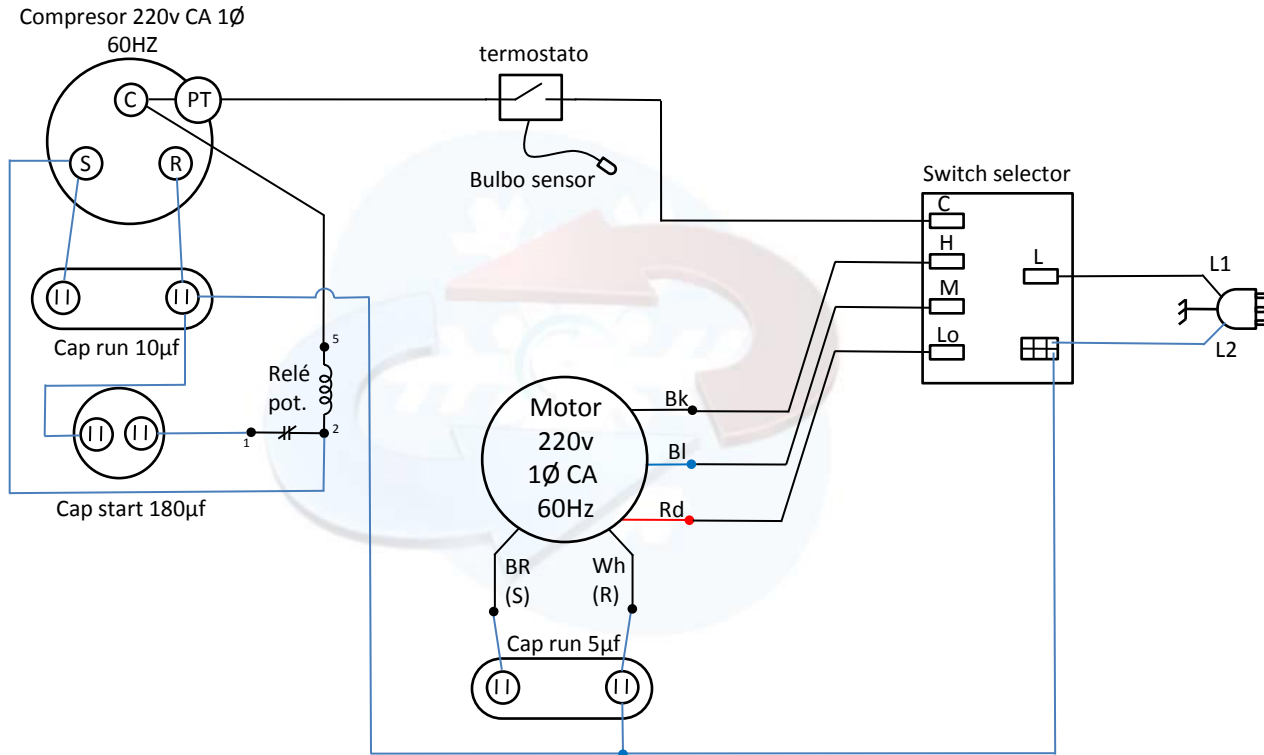 Compresor 220v CA 1Ø
60HZ
C
PT
S
R
termostato
Bulbo sensor
Switch selector
C
H
M
Lo
L
L1
L2
Cap run 10µf
Relé
pot.
5
1
2
Cap start 180µf
Motor
220v
1Ø CA
60Hz
Bk
Bl
Rd
BR
(S)
Wh
(R)
Cap run 5µf